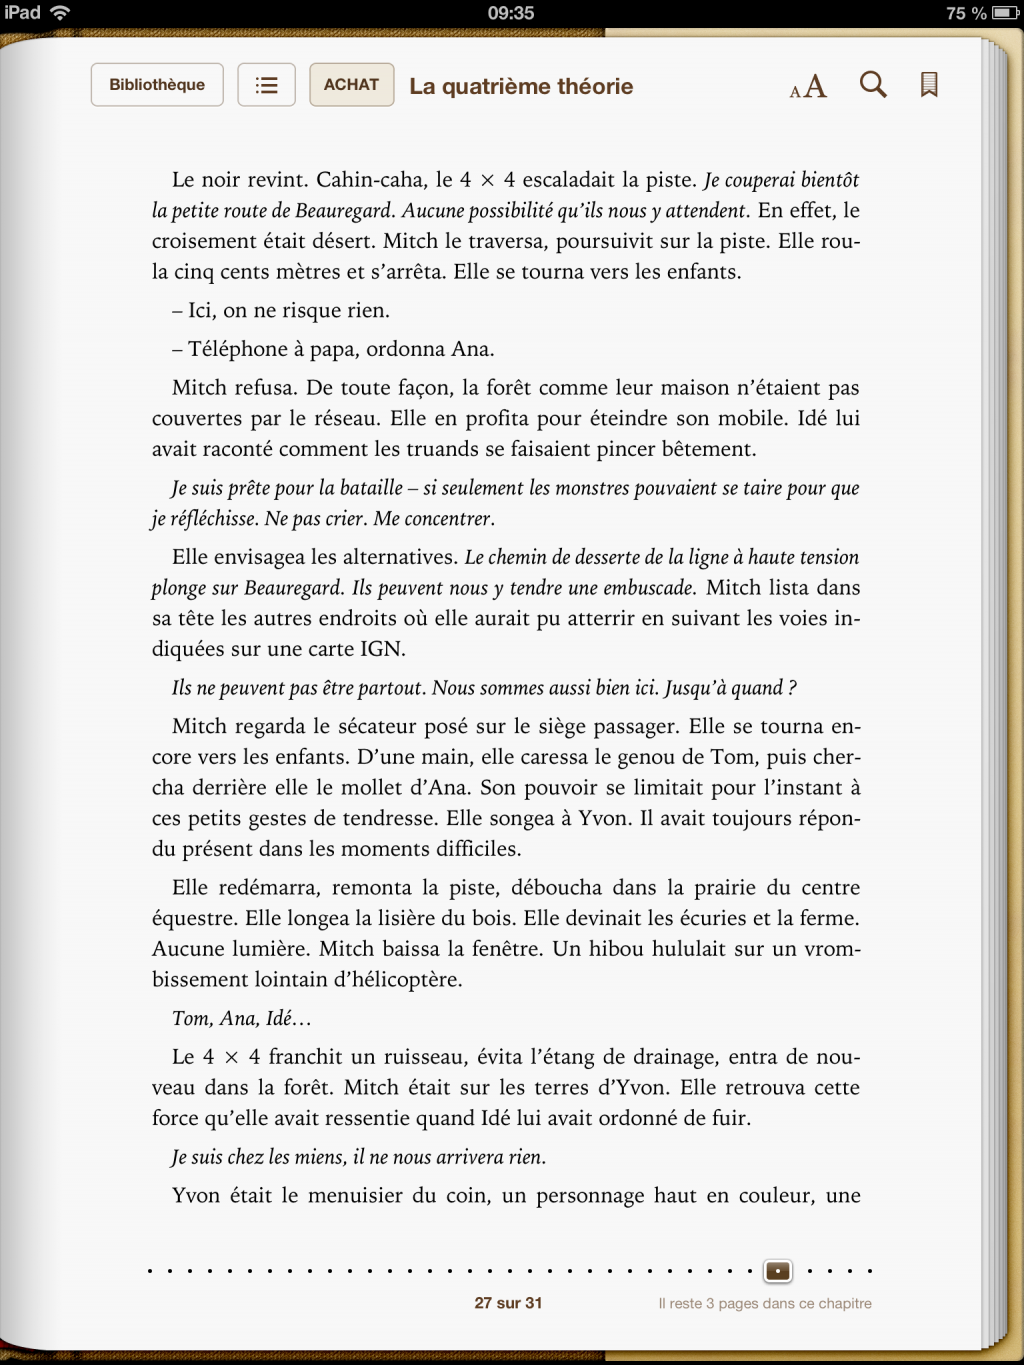 iPad 09:35 75 %
Bibliothèque ACHAT La quatrième théorie AA
Le noir revint. Cahin-caha, le 4 × 4 escaladait la piste. Je couperai bientôt
la petite route de Beauregard. Aucune possibilité qu’ils nous y attendent. En effet, le
croisement était désert. Mitch le traversa, poursuivit sur la piste. Elle rou-
la cinq cents mètres et s’arrêta. Elle se tourna vers les enfants.
– Ici, on ne risque rien.
– Téléphone à papa, ordonna Ana.
Mitch refusa. De toute façon, la forêt comme leur maison n’étaient pas
couvertes par le réseau. Elle en profita pour éteindre son mobile. Idé lui
avait raconté comment les truands se faisaient pincer bêtement.
Je suis prête pour la bataille – si seulement les monstres pouvaient se taire pour que
je réfléchisse. Ne pas crier. Me concentrer.
Elle envisagea les alternatives. Le chemin de desserte de la ligne à haute tension
plonge sur Beauregard. Ils peuvent nous y tendre une embuscade. Mitch lista dans
sa tête les autres endroits où elle aurait pu atterrir en suivant les voies in-
diquées sur une carte IGN.
Ils ne peuvent pas être partout. Nous sommes aussi bien ici. Jusqu’à quand ?
Mitch regarda le sécateur posé sur le siège passager. Elle se tourna en-
core vers les enfants. D’une main, elle caressa le genou de Tom, puis cher-
cha derrière elle le mollet d’Ana. Son pouvoir se limitait pour l’instant à
ces petits gestes de tendresse. Elle songea à Yvon. Il avait toujours répon-
du présent dans les moments difficiles.
Elle redémarra, remonta la piste, déboucha dans la prairie du centre
équestre. Elle longea la lisière du bois. Elle devinait les écuries et la ferme.
Aucune lumière. Mitch baissa la fenêtre. Un hibou hululait sur un vrom-
bissement lointain d’hélicoptère.
Tom, Ana, Idé…
Le 4 × 4 franchit un ruisseau, évita l’étang de drainage, entra de nou-
veau dans la forêt. Mitch était sur les terres d’Yvon. Elle retrouva cette
force qu’elle avait ressentie quand Idé lui avait ordonné de fuir.
Je suis chez les miens, il ne nous arrivera rien.
Yvon était le menuisier du coin, un personnage haut en couleur, une
27 sur 31 Il reste 3 pages dans ce chapitre